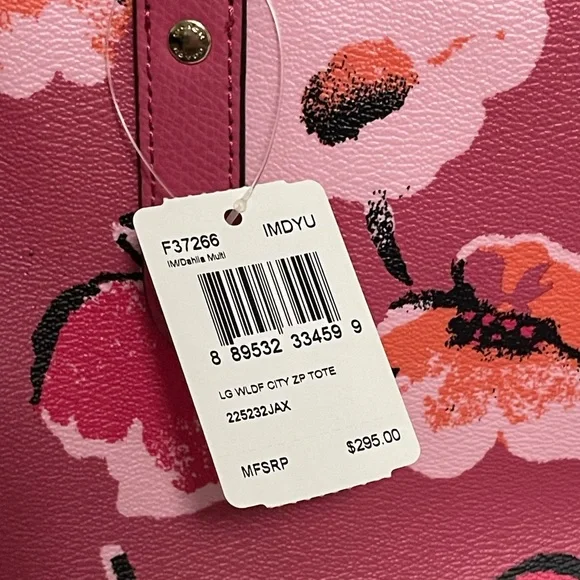 F37266 IMDYU
IM/Dahlia Multi
8 89532 33459 9
LG WLDF CITY ZP TOTE
225232JAX
MFSRP $295.00